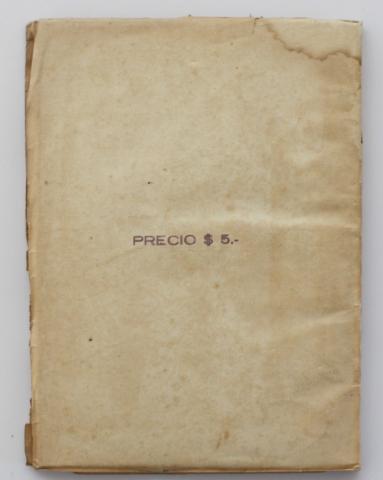 PRECIO $ 5.-